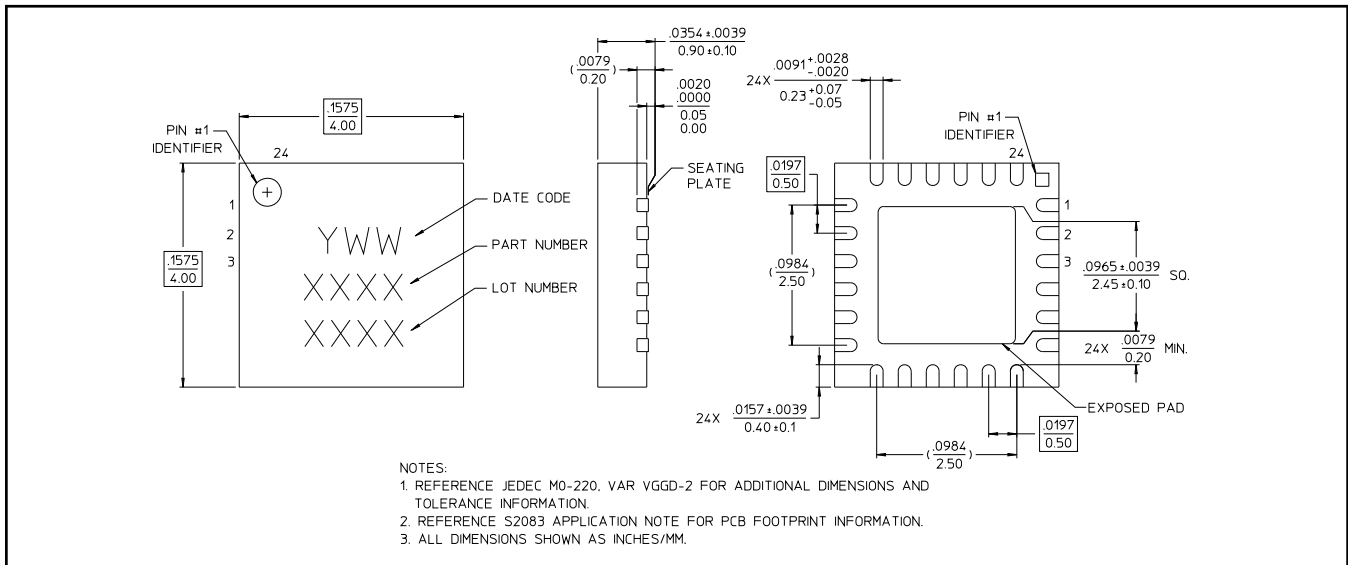 .0354 ±.0039
0.90 ±0.10
(.0079)
0.20
.0020
.0000
0.05
0.00
24X .0091 +.0028 -.0020
0.23 +0.07 -0.05
.1575
4.00
PIN #1
IDENTIFIER
24
PIN #1
IDENTIFIER
24
SEATING
PLATE
.0197
0.50
DATE CODE
1
2
3
YWW
PART NUMBER
XXXX
LOT NUMBER
XXXX
.1575
4.00
1
2
3
(.0984)
2.50
.0965±.0039 SQ.
2.45±0.10
24X .0079 MIN.
0.20
EXPOSED PAD
24X .0157±.0039
0.40±0.1
.0197
0.50
(.0984)
2.50
NOTES:
1. REFERENCE JEDEC M0-220, VAR VGGD-2 FOR ADDITIONAL DIMENSIONS AND
TOLERANCE INFORMATION.
2. REFERENCE S2083 APPLICATION NOTE FOR PCB FOOTPRINT INFORMATION.
3. ALL DIMENSIONS SHOWN AS INCHES/MM.